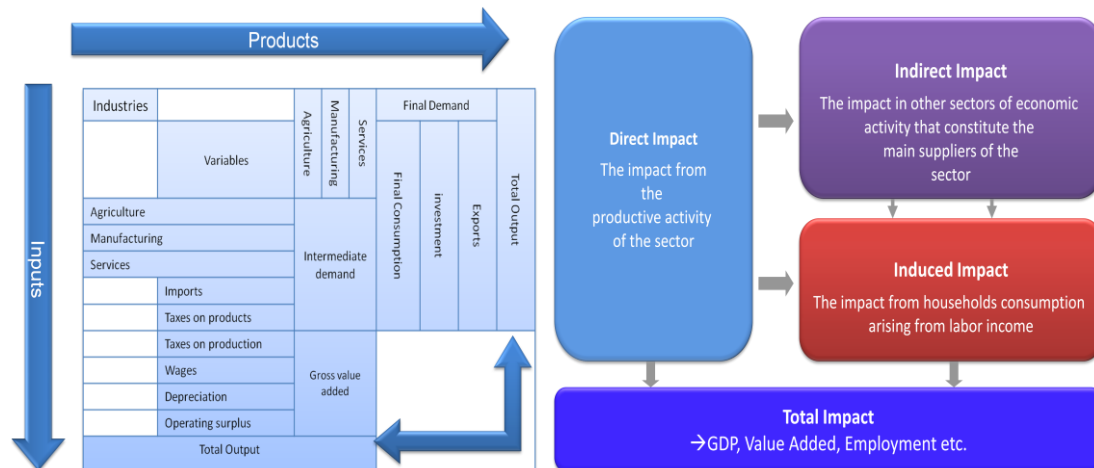 Products
Inputs
Industries
Variables
Agriculture
Manufacturing
Services
Final Demand
Final Consumption
investment
Exports
Total Output
Agriculture
Manufacturing
Services
Intermediate
demand
Imports
Taxes on products
Taxes on production
Wages
Depreciation
Operating surplus
Gross value
added
Total Output
Direct Impact
The impact from
the
productive activity
of the sector
Indirect Impact
The impact in other sectors of economic
activity that constitute the
main suppliers of the
sector
Induced Impact
The impact from households consumption
arising from labor income
Total Impact
→GDP, Value Added, Employment etc.